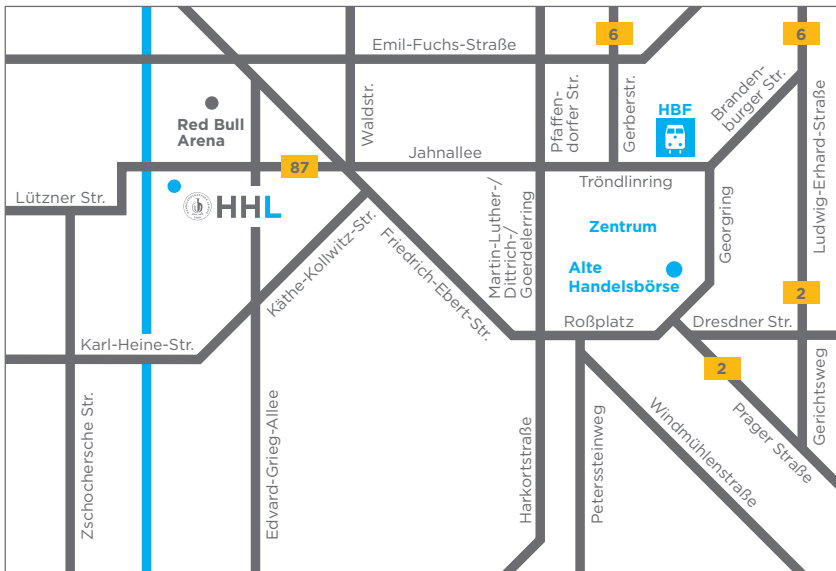 6
6
Emil-Fuchs-Straße
Waldstr.
Pfaffen-
dorfer Str.
Gerberstr.
HBF
Branden-
burger Str.
Ludwig-Erhard-Straße
Red Bull
Arena
87
Jahnallee
Tröndlinring
Lützner Str.
HHL
Käthe-Kollwitz-Str.
Friedrich-Ebert-Str.
Martin-Luther-/
Dittrich-/
Goerdelerring
Zentrum
Georgring
Alte
Handelsbörse
2
Karl-Heine-Str.
Roßplatz
Dresdner Str.
2
Zschochersche Str.
Edvard-Grieg-Allee
Harkortstraße
Peterssteinweg
Windmühlenstraße
Prager Straße
Gerichtsweg